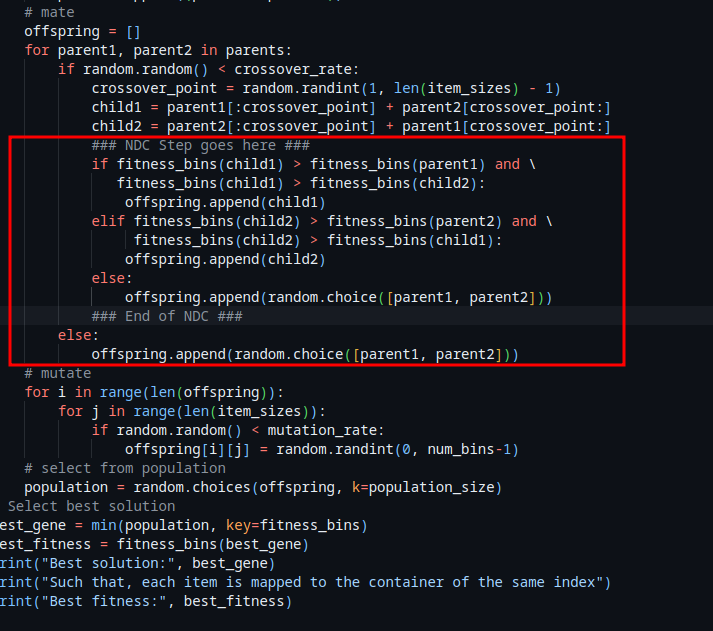 # mate
offspring = []
for parent1, parent2 in parents:
if random.random() < crossover_rate:
crossover_point = random.randint(1, len(item_sizes) - 1)
child1 = parent1[:crossover_point] + parent2[crossover_point:]
child2 = parent2[:crossover_point] + parent1[crossover_point:]
### NDC Step goes here ###
if fitness_bins(child1) > fitness_bins(parent1) and \
fitness_bins(child1) > fitness_bins(child2):
offspring.append(child1)
elif fitness_bins(child2) > fitness_bins(parent2) and \
fitness_bins(child2) > fitness_bins(child1):
offspring.append(child2)
else:
offspring.append(random.choice([parent1, parent2]))
### End of NDC ###
else:
offspring.append(random.choice([parent1, parent2]))
# mutate
for i in range(len(offspring)):
for j in range(len(item_sizes)):
if random.random() < mutation_rate:
offspring[i][j] = random.randint(0, num_bins-1)
# select from population
population = random.choices(offspring, k=population_size)
Select best solution
est_gene = min(population, key=fitness_bins)
est_fitness = fitness_bins(best_gene)
rint("Best solution:", best_gene)
rint("Such that, each item is mapped to the container of the same index")
rint("Best fitness:", best_fitness)